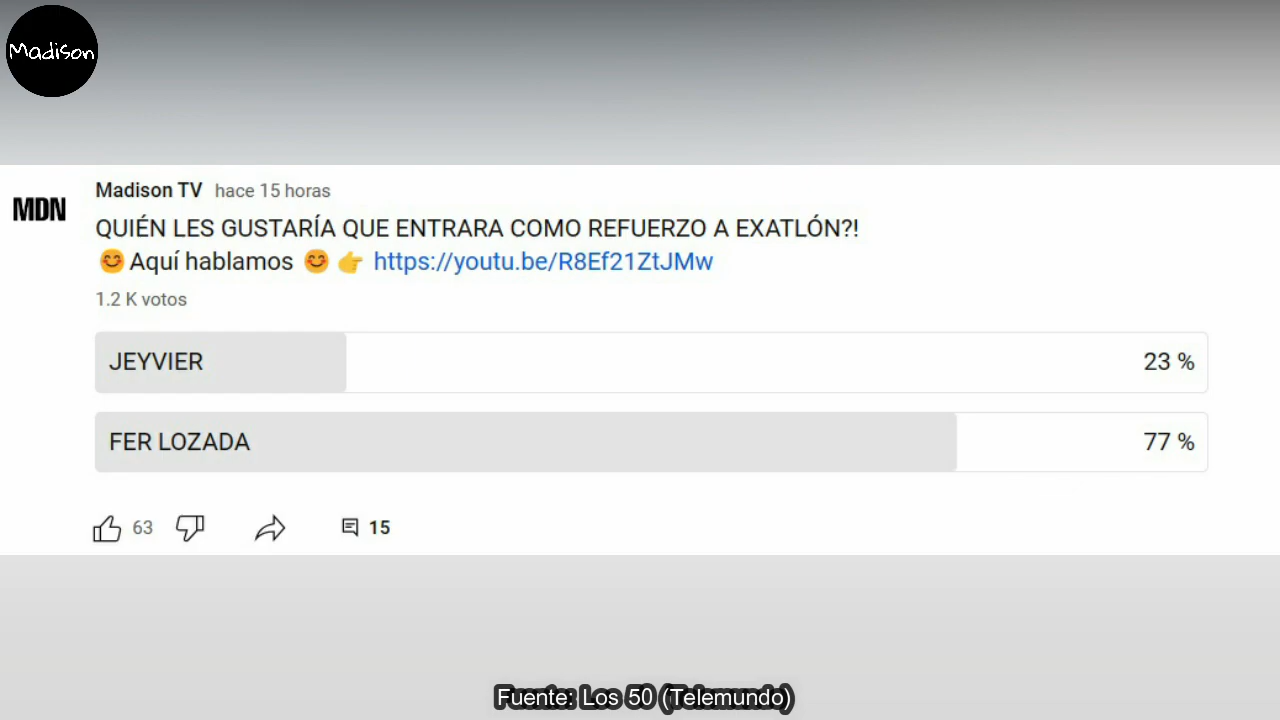 Madison
MDN
Madison TV hace 15 horas
QUIÉN LES GUSTARÍA QUE ENTRARA COMO REFUERZO A EXATLÓN?!
😊 Aquí hablamos 😊 👉 https://youtu.be/R8Ef21ZtJMw
1.2 K votos
JEYVIER 23 %
FER LOZADA 77 %
63 15
Fuente: Los 50 (Telemundo)